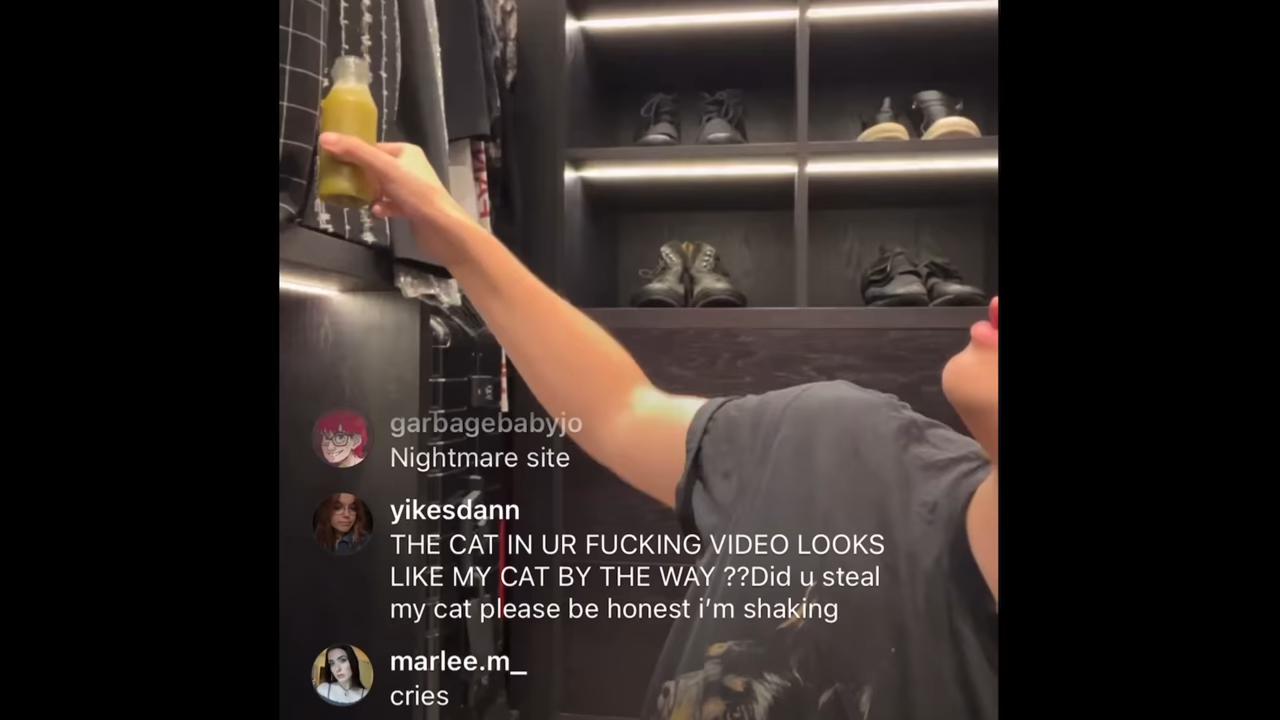 garbagebabyjo
Nightmare site
yikesdann
THE CAT IN UR FUCKING VIDEO LOOKS
LIKE MY CAT BY THE WAY ??Did u steal
my cat please be honest i’m shaking
marlee.m_
cries